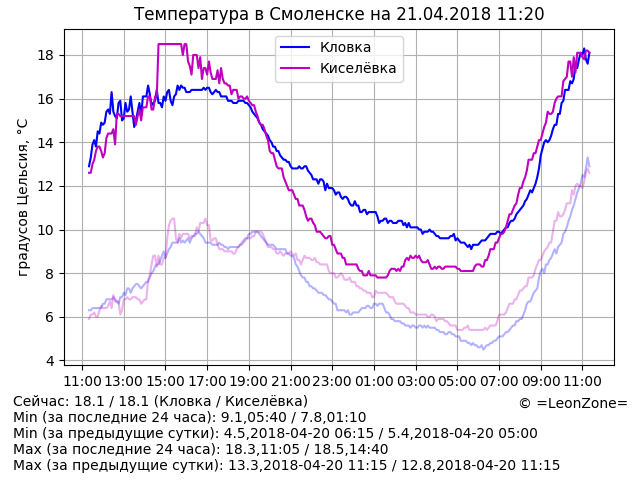 Температура в Смоленске на 21.04.2018 11:20
Кловка
Киселёвка
градусов Цельсия, °C
18
16
14
12
10
8
6
4
11:00 13:00 15:00 17:00 19:00 21:00 23:00 01:00 03:00 05:00 07:00 09:00 11:00
Сейчас: 18.1 / 18.1 (Кловка / Киселёвка)
© =LeonZone=
Min (за последние 24 часа): 9.1,05:40 / 7.8,01:10
Min (за предыдущие сутки): 4.5,2018-04-20 06:15 / 5.4,2018-04-20 05:00
Max (за последние 24 часа): 18.3,11:05 / 18.5,14:40
Max (за предыдущие сутки): 13.3,2018-04-20 11:15 / 12.8,2018-04-20 11:15